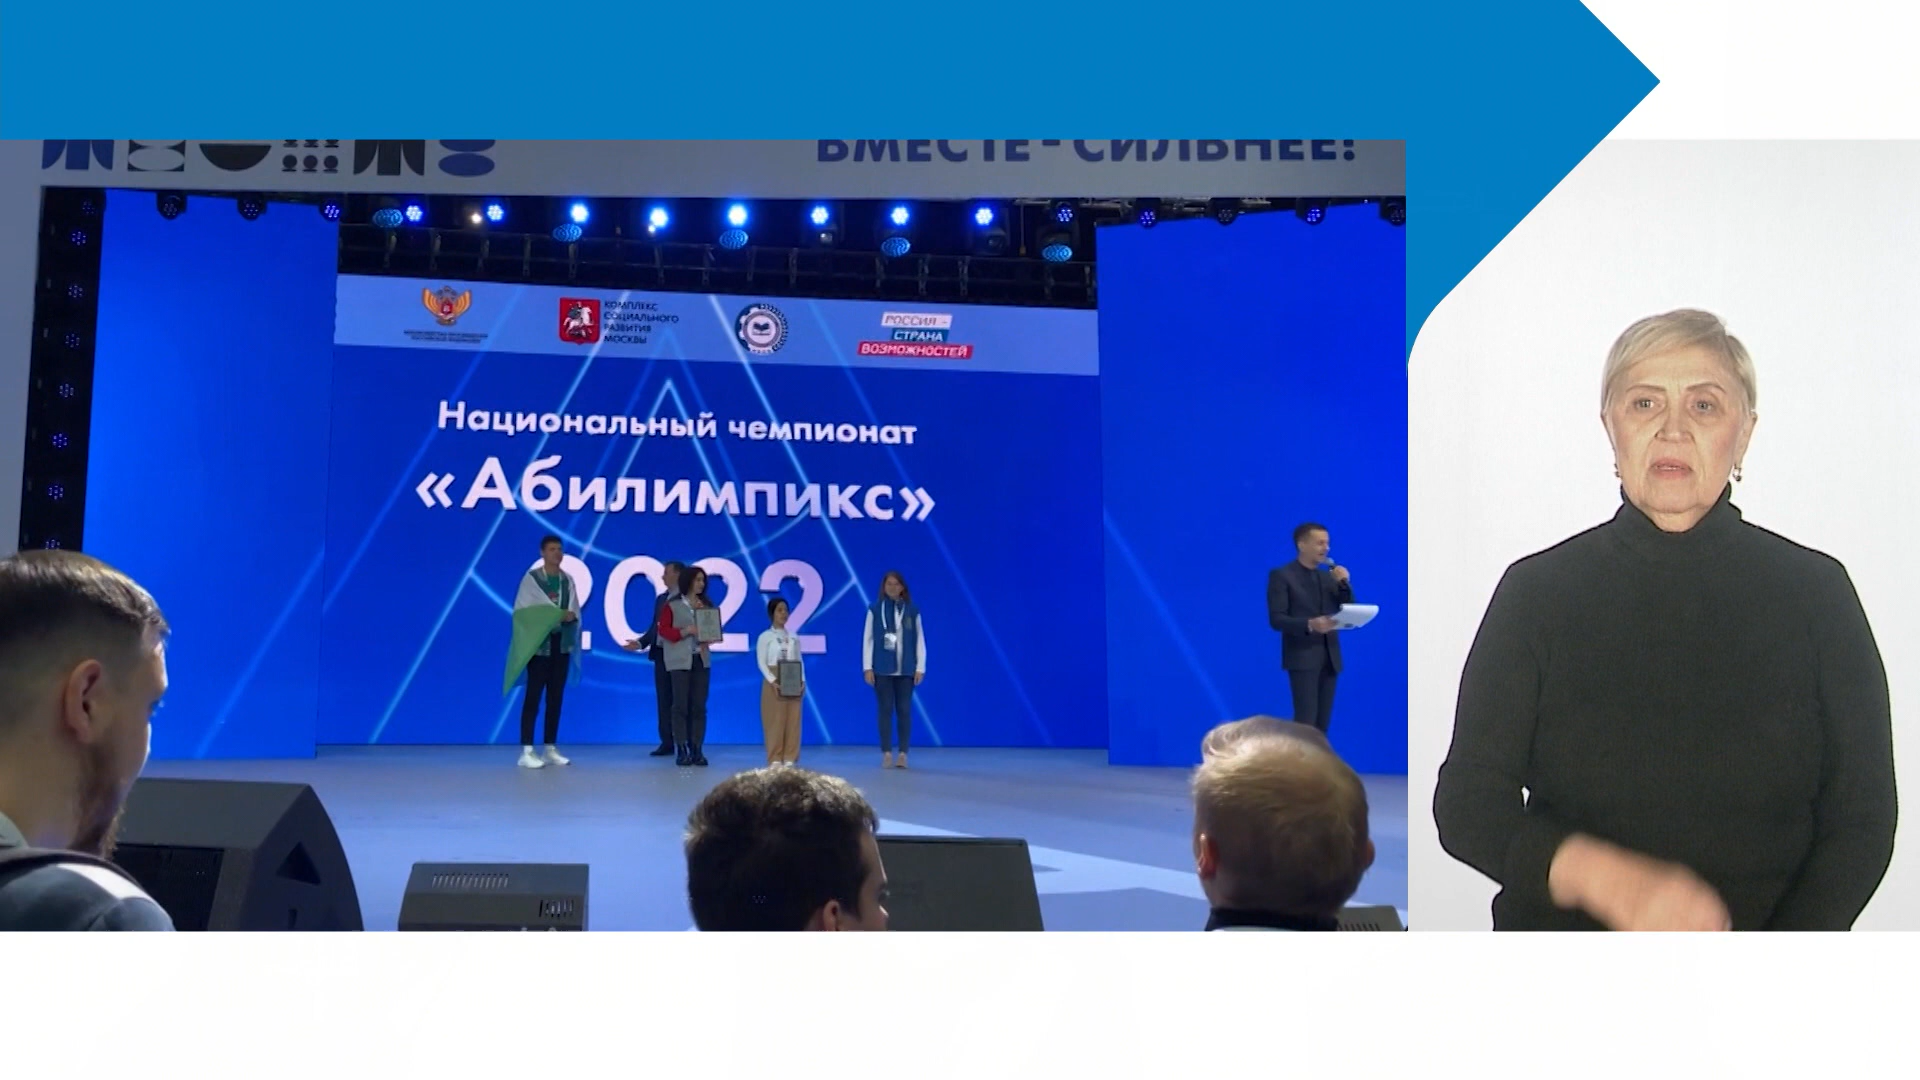 ВМЕСТЕ - СИЛЬНЕЕ!
КОМПЛЕКС
СОЦИАЛЬНОГО
РАЗВИТИЯ
МОСКВЫ
РОССИЯ -
СТРАНА
ВОЗМОЖНОСТЕЙ
Национальный чемпионат
«Абилимпикс»
2022